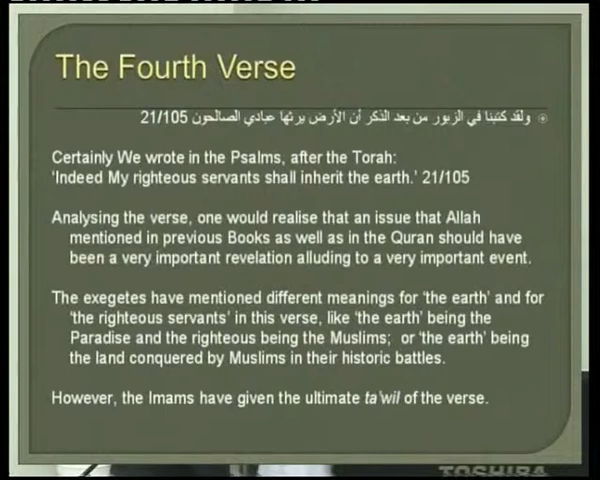 The Fourth Verse
ولقد كتبنا في الزبور من بعد الذكر أن الأرض يرثها عبادي الصالحون 21/105
Certainly We wrote in the Psalms, after the Torah:
'Indeed My righteous servants shall inherit the earth.' 21/105
Analysing the verse, one would realise that an issue that Allah
mentioned in previous Books as well as in the Quran should have
been a very important revelation alluding to a very important event.
The exegetes have mentioned different meanings for 'the earth' and for
'the righteous servants' in this verse, like 'the earth' being the
Paradise and the righteous being the Muslims; or 'the earth' being
the land conquered by Muslims in their historic battles.
However, the Imams have given the ultimate ta'wil of the verse.
TOSHIBA